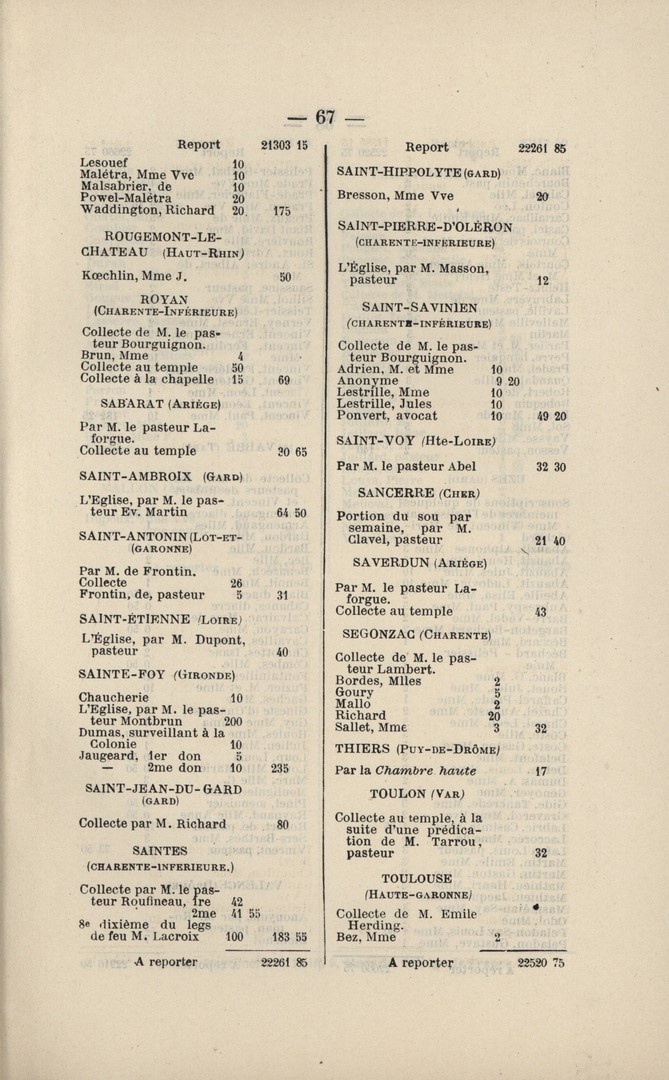 — 67 —
Report 21303 15
Lesouef 10
Malétra, Mme Vve 10
Malsabrier, de 10
Powel-Malétra 20
Waddington, Richard 20 175
ROUGEMONT-LE-
CHATEAU (HAUT-RHIN)
Kœchlin, Mme J. 50
ROYAN
(CHARENTE-INFÉRIEURE)
Collecte de M. le pas-
teur Bourguignon.
Brun, Mme 4
Collecte au temple 50
Collecte à la chapelle 15 69
SABARAT (ARIÉGE)
Par M. le pasteur La-
forgue.
Collecte au temple 30 65
SAINT-AMBROIX (GARD)
L'Eglise, par M. le pas-
teur Ev. Martin 64 50
SAINT-ANTONIN (LOT-ET-
(GARONNE)
Par M. de Frontin.
Collecte 26
Frontin, de, pasteur 5 31
SAINT-ÉTIENNE (LOIRE)
L'Église, par M. Dupont,
pasteur 40
SAINTE-FOY (GIRONDE)
Chaucherie 10
L'Eglise, par M. le pas-
teur Montbrun 200
Dumas, surveillant à la
Colonie 10
Jaugeard, 1er don 5
— 2me don 10 235
SAINT-JEAN-DU-GARD
(GARD)
Collecte par M. Richard 80
SAINTES
(CHARENTE-INFERIEURE.)
Collecte par M. le pas-
teur Roufineau, 1re 42
2me 41 55
8e dixième du legs
de feu M. Lacroix 100 183 55
A reporter 22261 85
Report 22261 85
SAINT-HIPPOLYTE (GARD)
Bresson, Mme Vve 20
SAINT-PIERRE-D'OLÉRON
(CHARENTE-INFERIEURE)
L'Église, par M. Masson,
pasteur 12
SAINT-SAVINIEN
(CHARENTE-INFÉRIEURE)
Collecte de M. le pas-
teur Bourguignon.
Adrien, M. et Mme 10
Anonyme 9 20
Lestrille, Mme 10
Lestrille, Jules 10
Ponvert, avocat 10 49 20
SAINT-VOY (Hte-LOIRE)
Par M. le pasteur Abel 32 30
SANCERRE (CHER)
Portion du sou par
semaine, par M.
Clavel, pasteur 21 40
SAVERDUN (ARIÉGE)
Par M. le pasteur La-
forgue.
Collecte au temple 43
SEGONZAC (CHARENTE)
Collecte de M. le pas-
teur Lambert.
Bordes, Mlles 2
Goury 5
Mallo 2
Richard 20
Sallet, Mme 3 32
THIERS (PUY-DE-DRÔME)
Par la Chambre haute 17
TOULON (VAR)
Collecte au temple, à la
suite d'une prédica-
tion de M. Tarrou,
pasteur 32
TOULOUSE
(HAUTE-GARONNE)
Collecte de M. Emile
Herding.
Bez, Mme 2
A reporter 22520 75